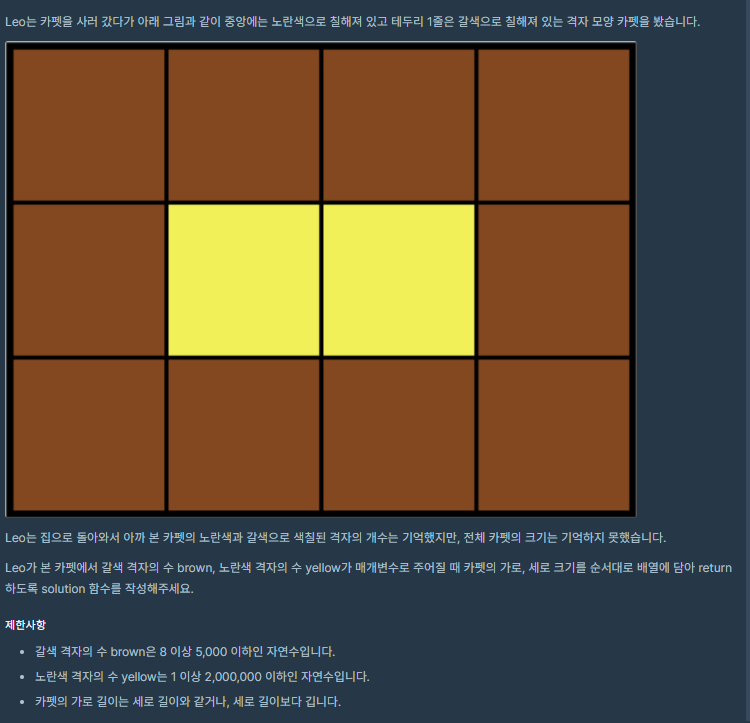 Leo는 카펫을 사러 갔다가 아래 그림과 같이 중앙에는 노란색으로 칠해져 있고 테두리 1줄은 갈색으로 칠해져 있는 격자 모양 카펫을 봤습니다.
Leo는 집으로 돌아와서 아까 본 카펫의 노란색과 갈색으로 색칠된 격자의 개수는 기억했지만, 전체 카펫의 크기는 기억하지 못했습니다.
Leo가 본 카펫에서 갈색 격자의 수 brown, 노란색 격자의 수 yellow가 매개변수로 주어질 때 카펫의 가로, 세로 크기를 순서대로 배열에 담아 return
하도록 solution 함수를 작성해주세요.
제한사항
• 갈색 격자의 수 brown은 8 이상 5,000 이하인 자연수입니다.
• 노란색 격자의 수 yellow는 1 이상 2,000,000 이하인 자연수입니다.
• 카펫의 가로 길이는 세로 길이와 같거나, 세로 길이보다 깁니다.